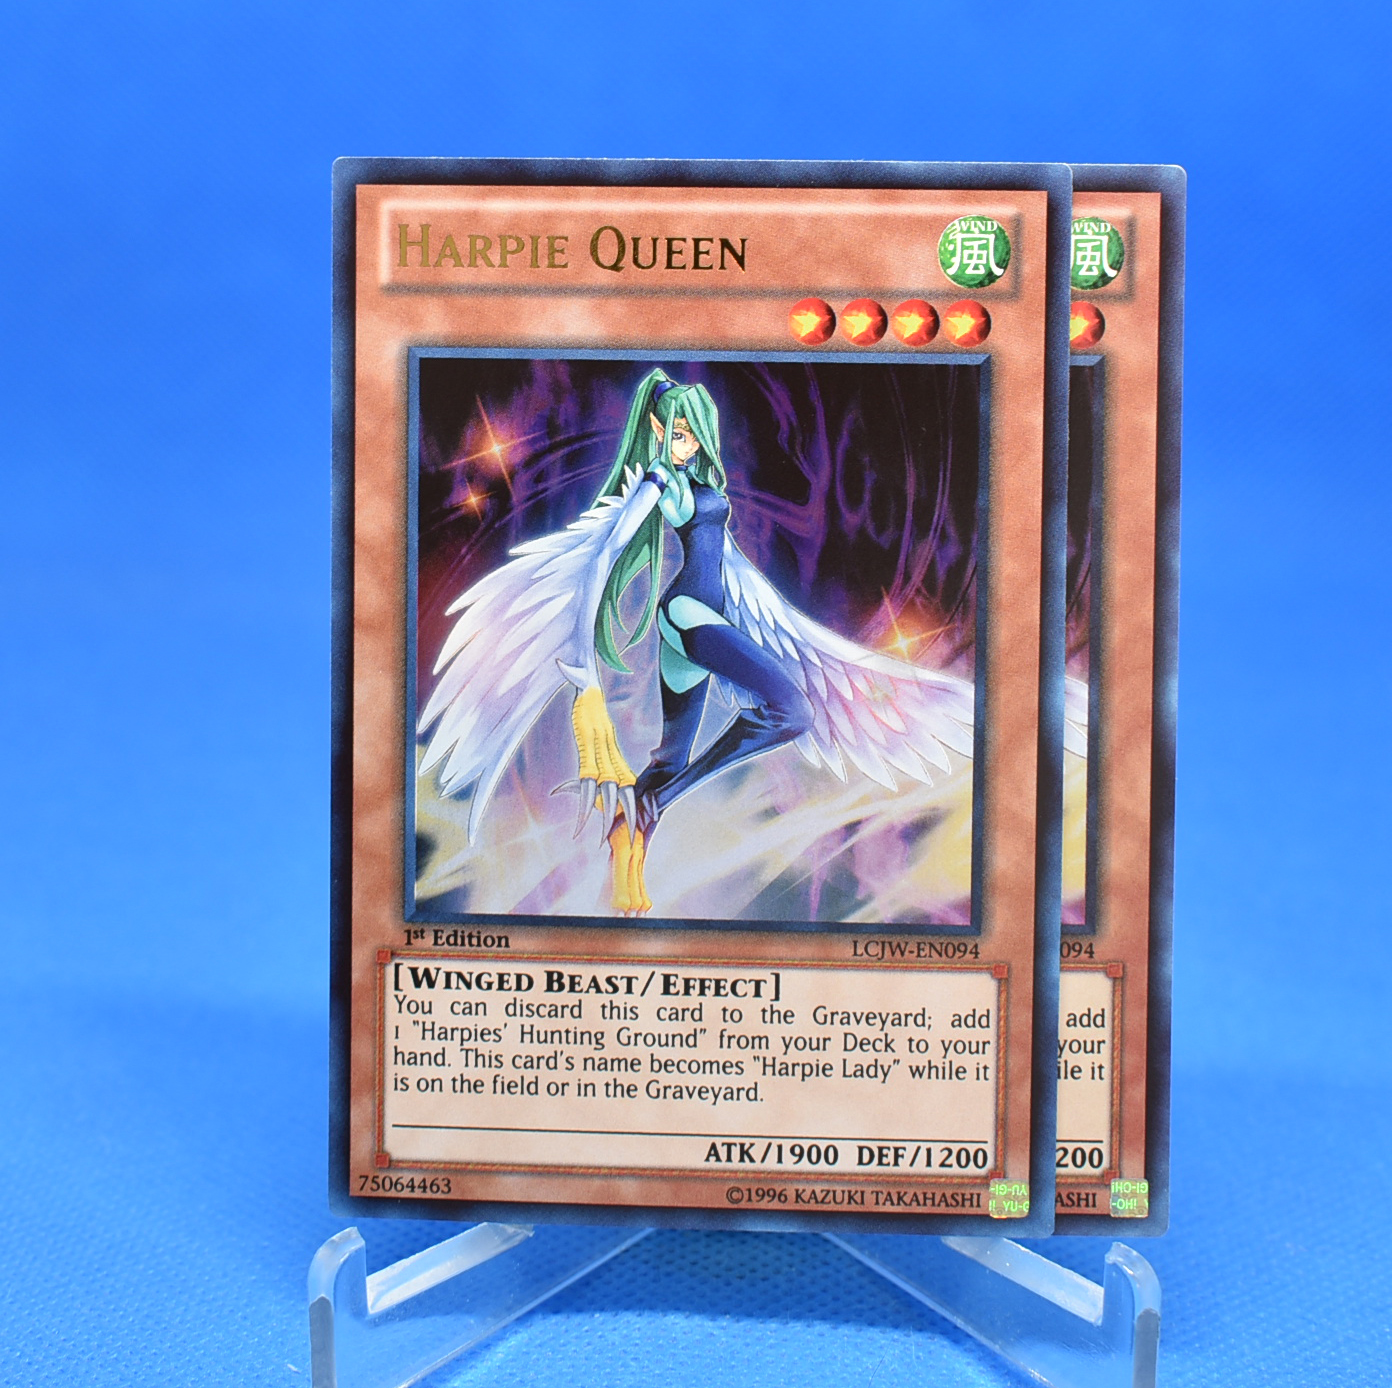 HARPIE QUEEN
WIND
風
WIND
風
1st Edition
LCJW-EN094
094
[WINGED BEAST/EFFECT]
You can discard this card to the Graveyard; add
1 "Harpies' Hunting Ground" from your Deck to your
hand. This card's name becomes "Harpie Lady" while it
is on the field or in the Graveyard.
add
your
ile it
ATK/1900 DEF/1200
200
75064463
©1996 KAZUKI TAKAHASHI
ASHI